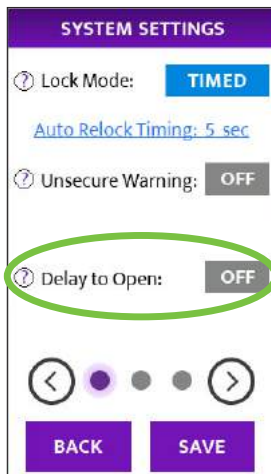 SYSTEM SETTINGS
? Lock Mode: TIMED
Auto Relock Timing: 5 sec
? Unsecure Warning: OFF
? Delay to Open: OFF
BACK SAVE